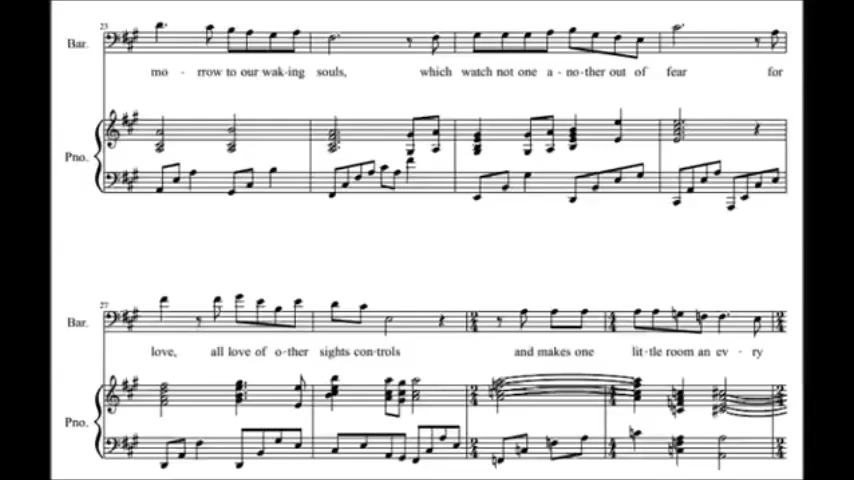 23
Bar.
mo - rrow to our wak-ing souls, which watch not one a - no-ther out of fear for
Pno.
27
Bar.
love, all love of o-ther sights con-trols and makes one lit-tle room an ev - ry
Pno.